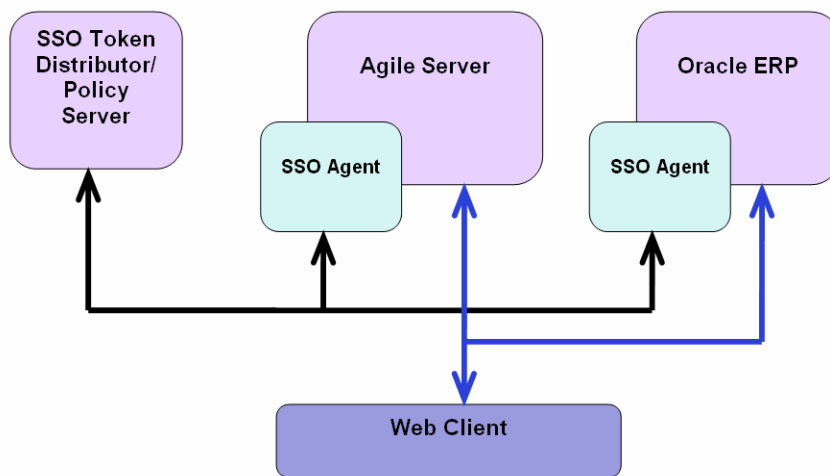 SSO Token
Distributor/
Policy
Server
Agile Server
SSO Agent
Oracle ERP
SSO Agent
Web Client